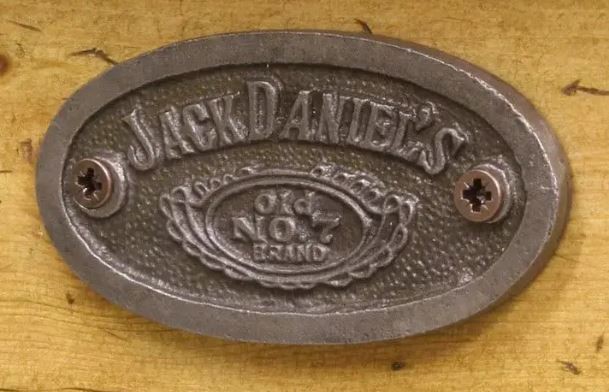 JACK DANIEL'S
Old
NO.7
BRAND